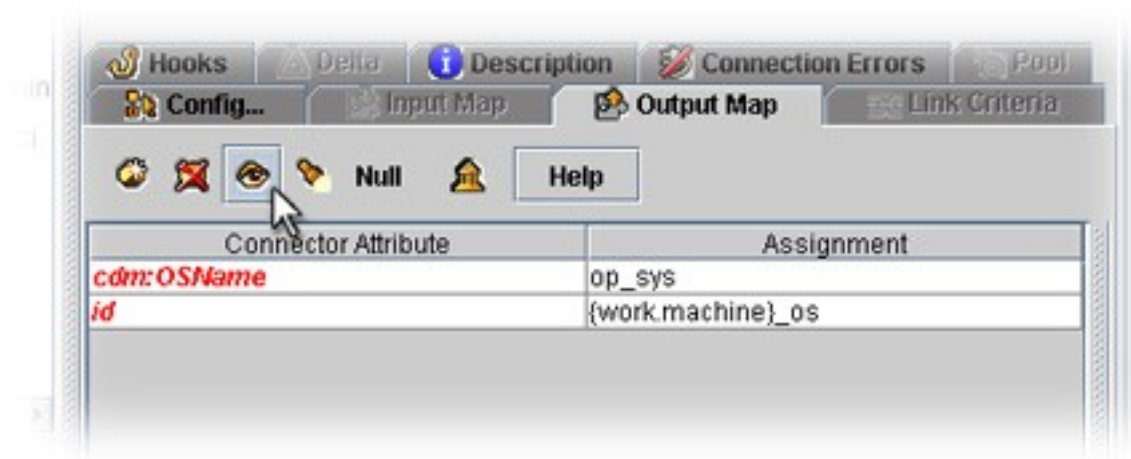 Hooks Delta Description Connection Errors Pool
Config... Input Map Output Map Link Criteria
Null Help
Connector Attribute Assignment
cdm:OSName op_sys
id {work.machine}_os